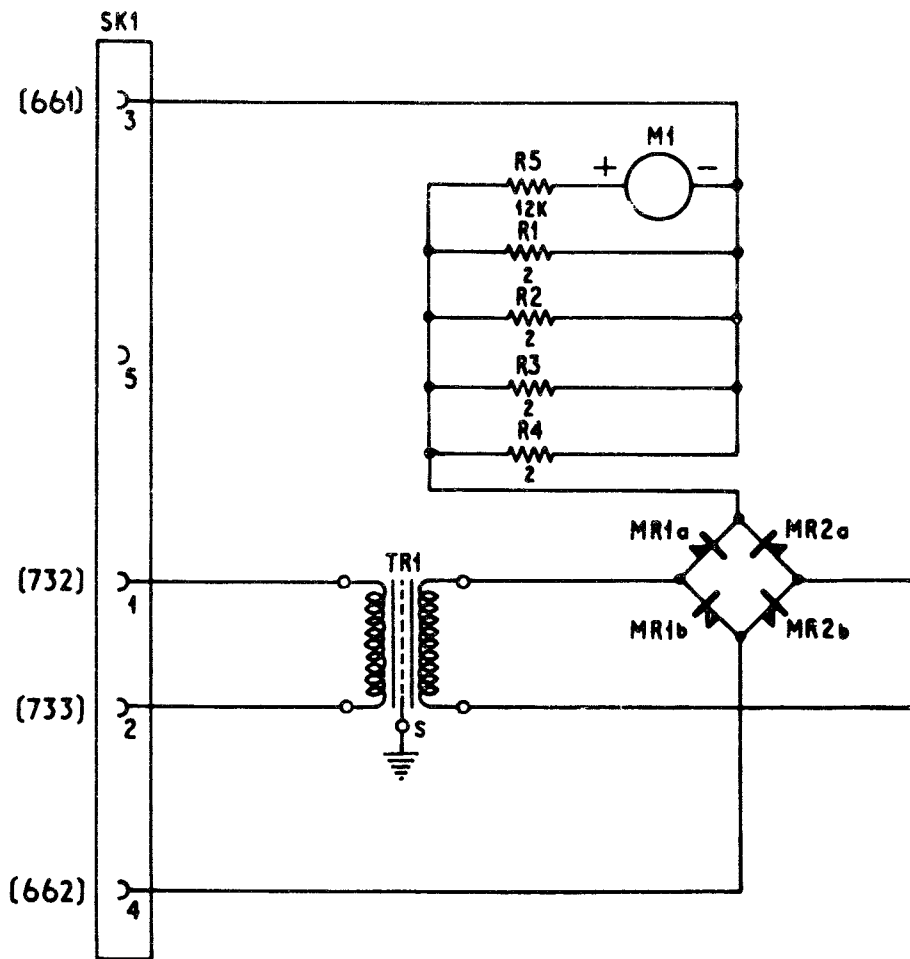 SK1
(661)
3
M1
R5
+
-
12K
R1
2
R2
2
5
R3
2
R4
2
MR1a
MR2a
(732)
1
TR1
MR1b
MR2b
(733)
2
S
(662)
4